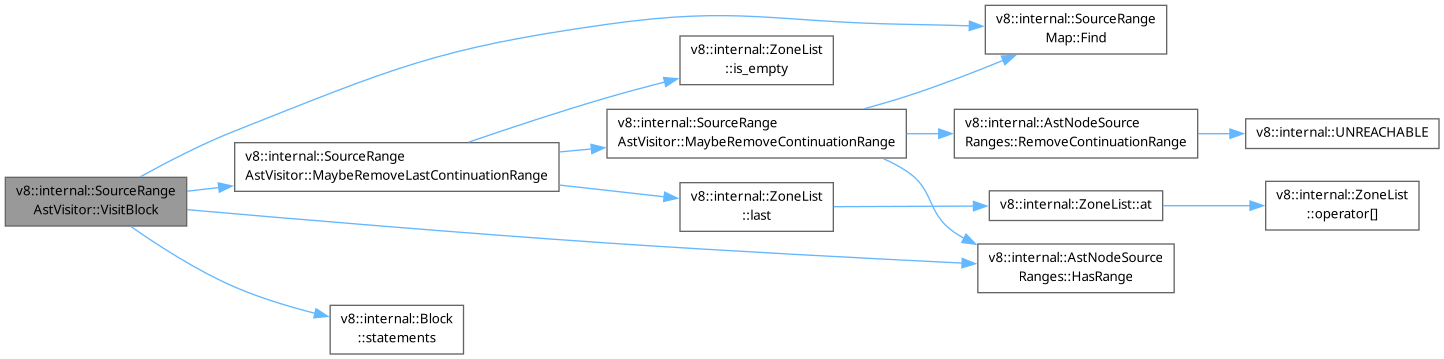 v8::internal::SourceRange
AstVisitor::VisitBlock
v8::internal::SourceRange
AstVisitor::MaybeRemoveLastContinuationRange
v8::internal::Block
::statements
v8::internal::ZoneList
::is_empty
v8::internal::SourceRange
AstVisitor::MaybeRemoveContinuationRange
v8::internal::ZoneList
::last
v8::internal::SourceRange
Map::Find
v8::internal::AstNodeSource
Ranges::RemoveContinuationRange
v8::internal::ZoneList::at
v8::internal::AstNodeSource
Ranges::HasRange
v8::internal::UNREACHABLE
v8::internal::ZoneList
::operator[]